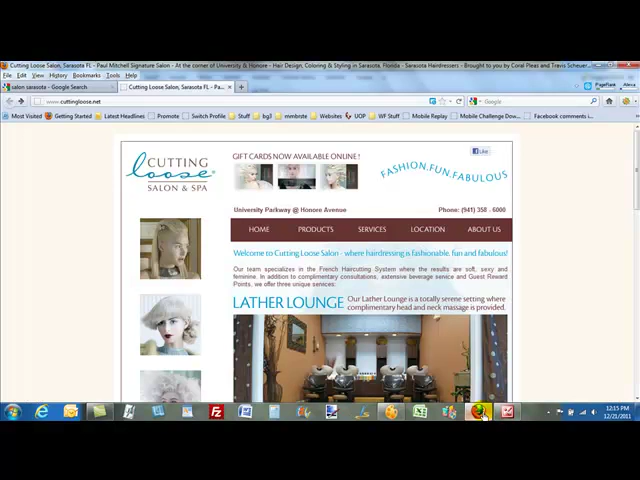 Cutting Loose Salon, Sarasota FL - Paul Mitchell Signature Salon - At the corner of University & Honore - Hair Design, Coloring & Styling in Sarasota, Florida - Sarasota Hairdressers - Brought to you by Coral Pleas and Travis Scheuer
File Edit View History Bookmarks Tools Help
salon sarasota - Google Search
Cutting Loose Salon, Sarasota FL - Pa...
PageRank Alexa
www.cuttingloose.net
Google
Most Visited Getting Started Latest Headlines Promote Switch Profile Stuff bg3 mmbrute Websites UOP WF Stuff Mobile Replay Mobile Challenge Dow... Facebook comments i...
CUTTING
loose
SALON & SPA
GIFT CARDS NOW AVAILABLE ONLINE!
Like
FASHION.FUN.FABULOUS
University Parkway @ Honore Avenue
Phone: (941) 358 - 6000
HOME PRODUCTS SERVICES LOCATION ABOUT US
Welcome to Cutting Loose Salon - where hairdressing is fashionable, fun and fabulous!
Our team specializes in the French Haircutting System where the results are soft, sexy and
feminine. In addition to complimentary consultations, extensive beverage service and Guest Reward
Points, we offer three unique services:
LATHER LOUNGE
Our Lather Lounge is a totally serene setting where
complimentary head and neck massage is provided.
12:15 PM
12/21/2011